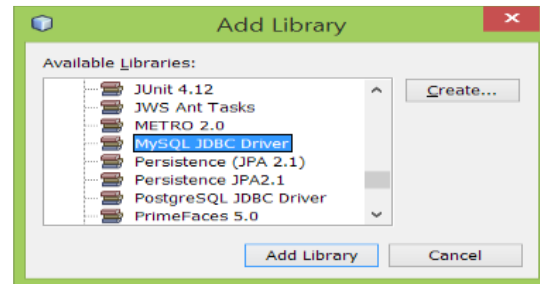 Add Library
Available Libraries:
JUnit 4.12
JWS Ant Tasks
METRO 2.0
MySQL JDBC Driver
Persistence (JPA 2.1)
Persistence JPA2.1
PostgreSQL JDBC Driver
PrimeFaces 5.0
Create...
Add Library
Cancel